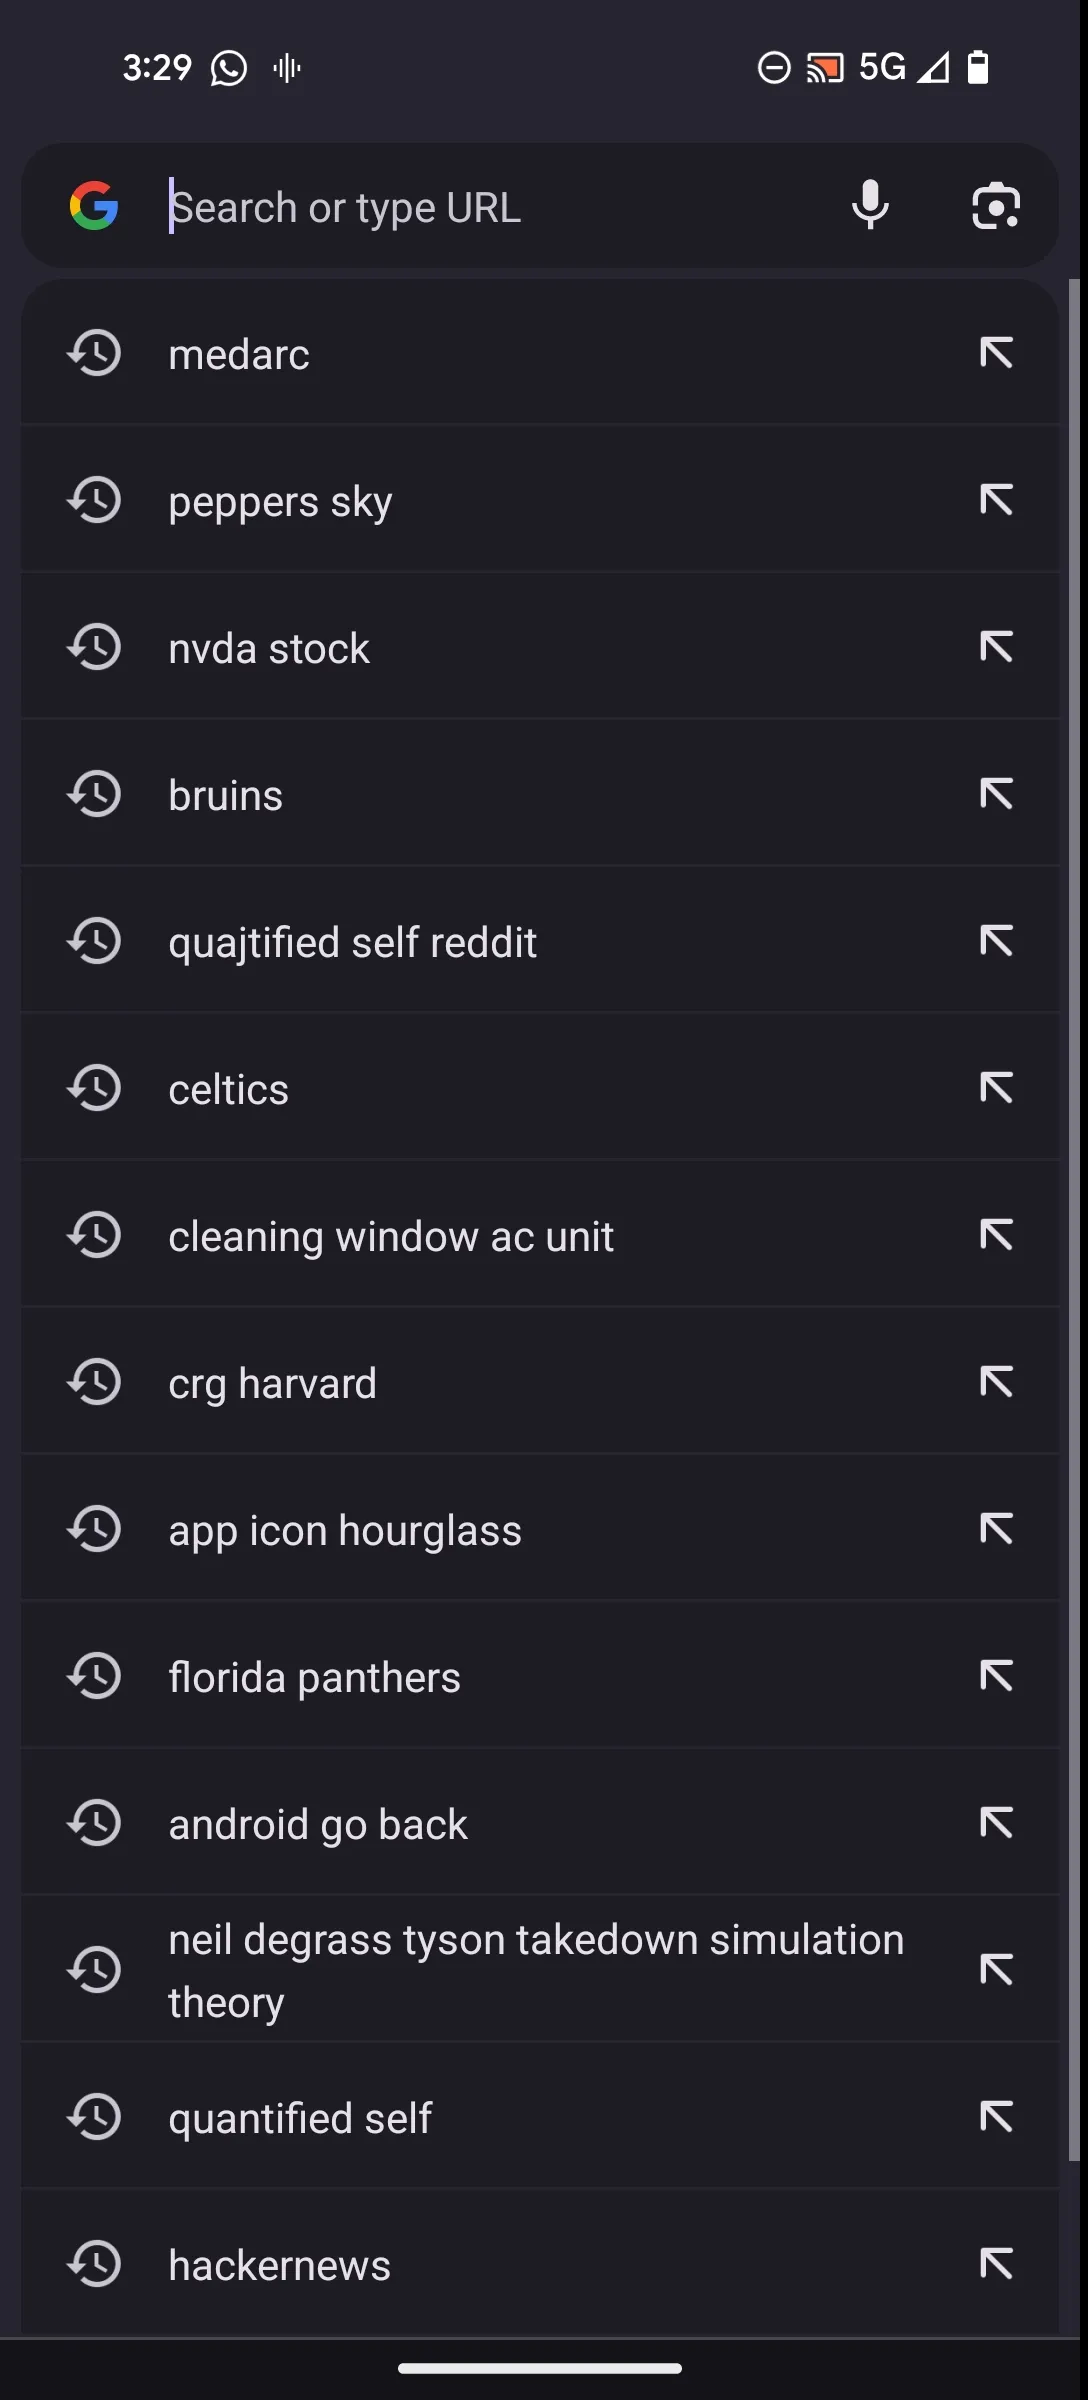 3:29
5G
Search or type URL
medarc
peppers sky
nvda stock
bruins
quajtified self reddit
celtics
cleaning window ac unit
crg harvard
app icon hourglass
florida panthers
android go back
neil degrass tyson takedown simulation
theory
quantified self
hackernews